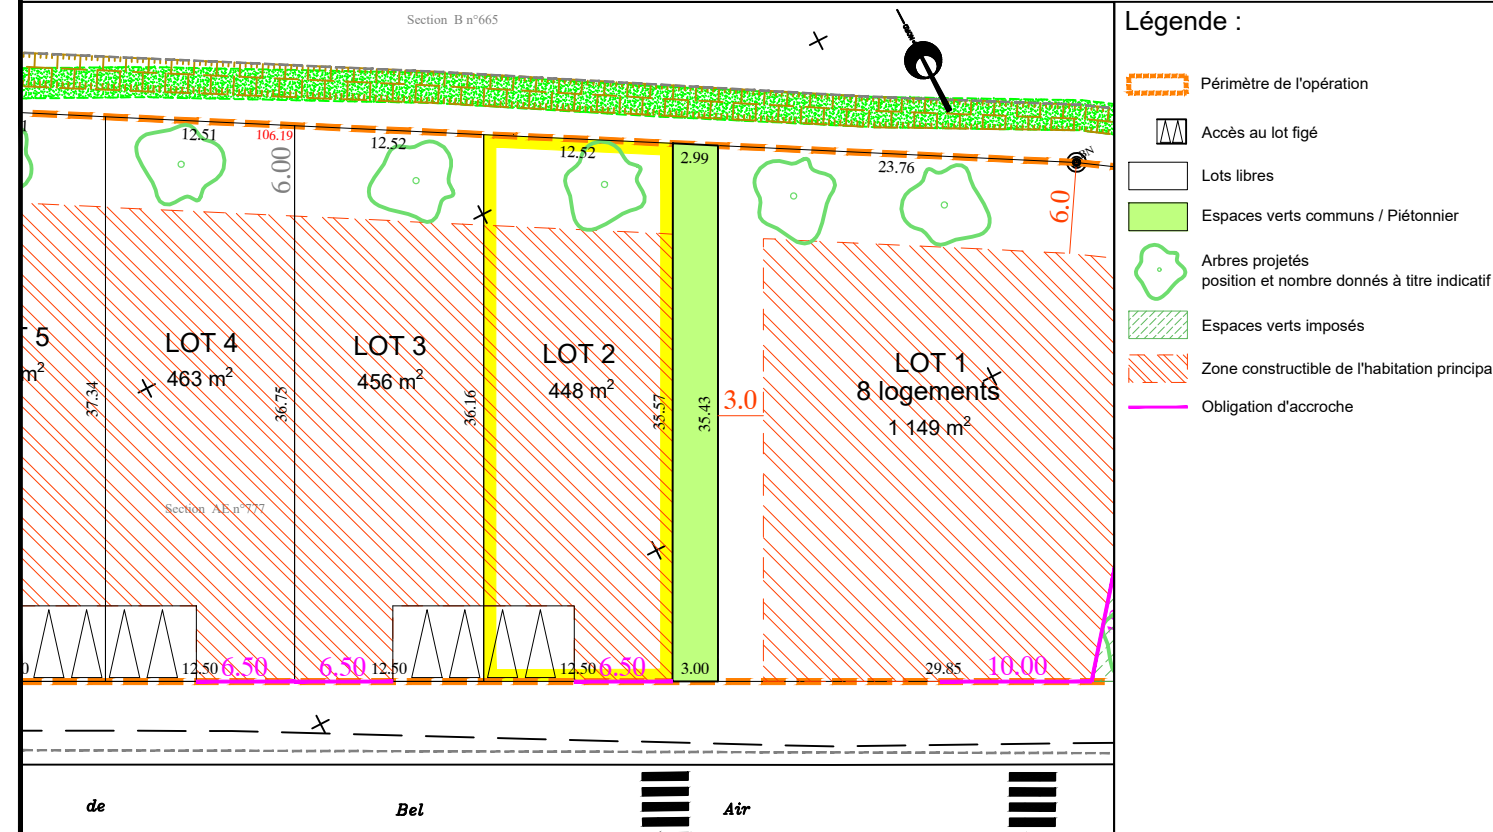 Section B n°665
Légende :
Périmètre de l'opération
Accès au lot figé
Lots libres
Espaces verts communs / Piétonnier
Arbres projetés
position et nombre donnés à titre indicatif
Espaces verts imposés
Zone constructible de l'habitation principa
Obligation d'accroche
12.51
106.19
12.52
12.52
2.99
23.76
6.00
6.0
T 5
m²
LOT 4
463 m²
LOT 3
456 m²
LOT 2
448 m²
LOT 1
8 logements
1 149 m²
37.34
36.75
36.16
35.57
35.43
3.0
Section AE n°777
12.50
6.50
6.50
12.50
12.50
6.50
3.00
29.85
10.00
de Bel Air